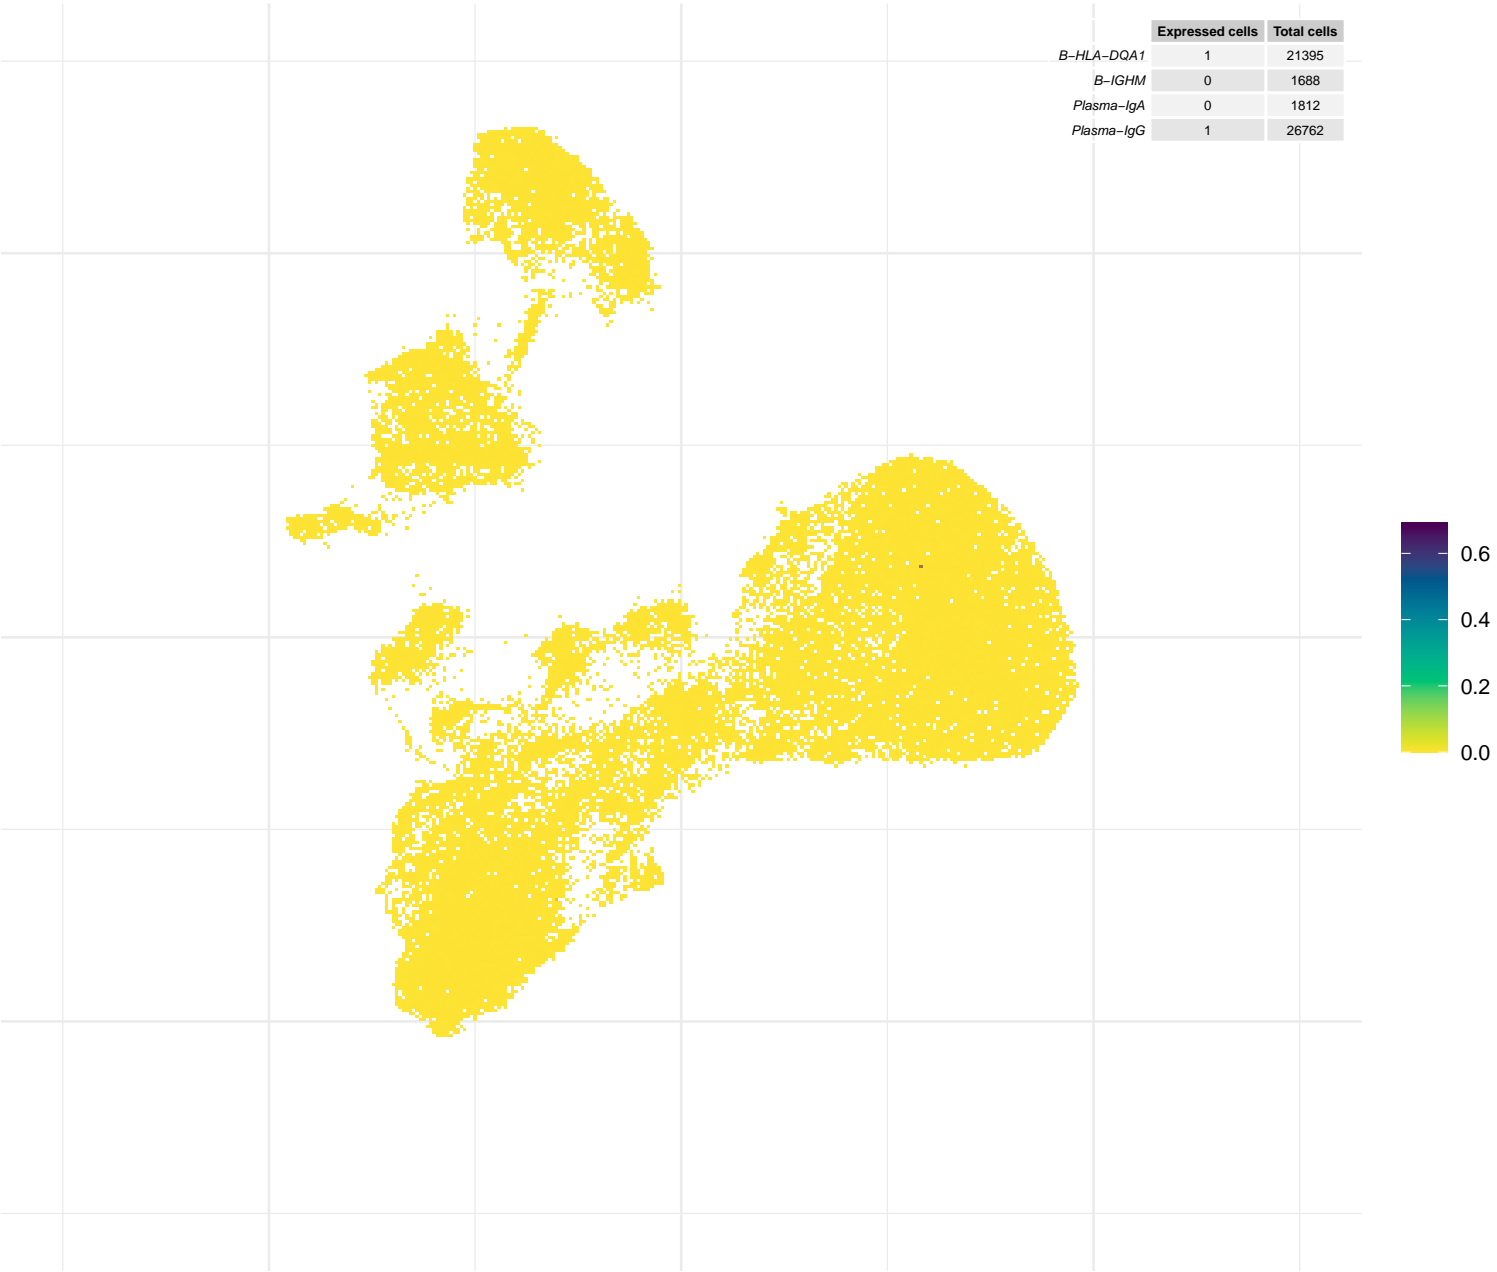 Expressed cells Total cells
B−HLA−DQA1 1 21395
B−IGHM 0 1688
Plasma−IgA 0 1812
Plasma−IgG 1 26762
0.6
0.4
0.2
0.0